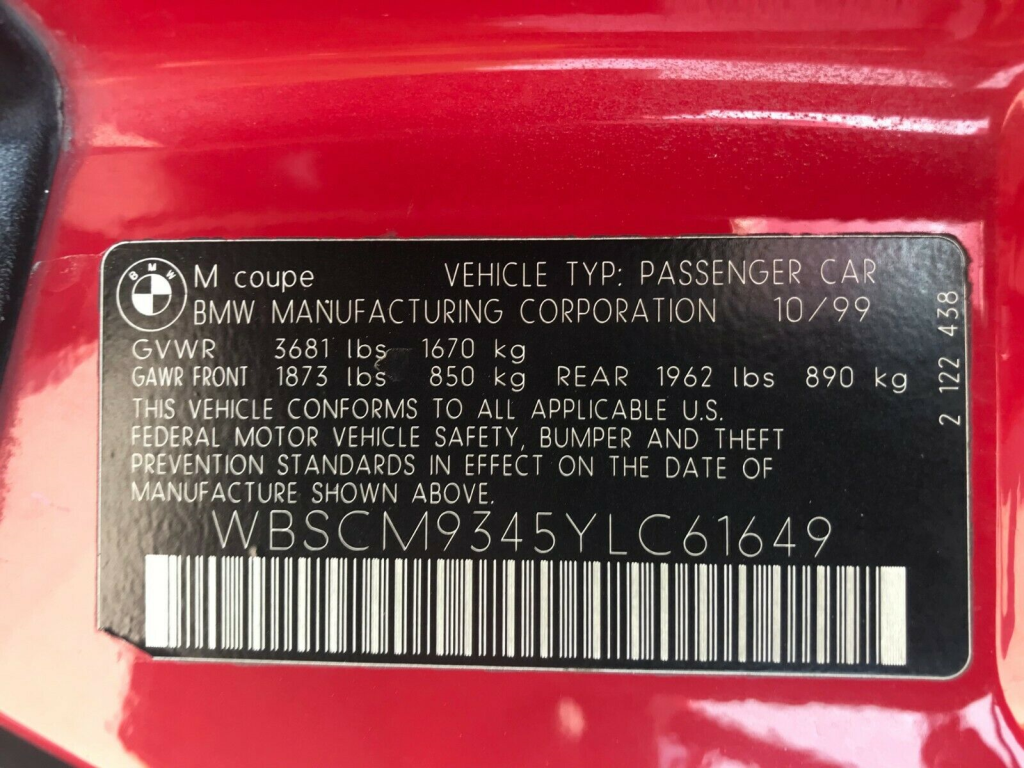 BMW
M coupe VEHICLE TYP: PASSENGER CAR
BMW MANUFACTURING CORPORATION 10/99
GVWR 3681 lbs 1670 kg
GAWR FRONT 1873 lbs 850 kg REAR 1962 lbs 890 kg
THIS VEHICLE CONFORMS TO ALL APPLICABLE U.S.
FEDERAL MOTOR VEHICLE SAFETY, BUMPER AND THEFT
PREVENTION STANDARDS IN EFFECT ON THE DATE OF
MANUFACTURE SHOWN ABOVE.
WBSCM9345YLC61649
2 122 438